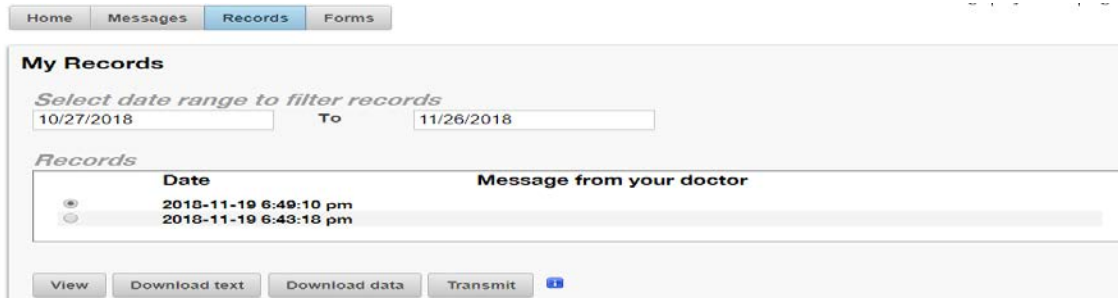 Home Messages Records Forms
My Records
Select date range to filter records
10/27/2018 To 11/26/2018
Records
Date Message from your doctor
2018-11-19 6:49:10 pm
2018-11-19 6:43:18 pm
View Download text Download data Transmit i